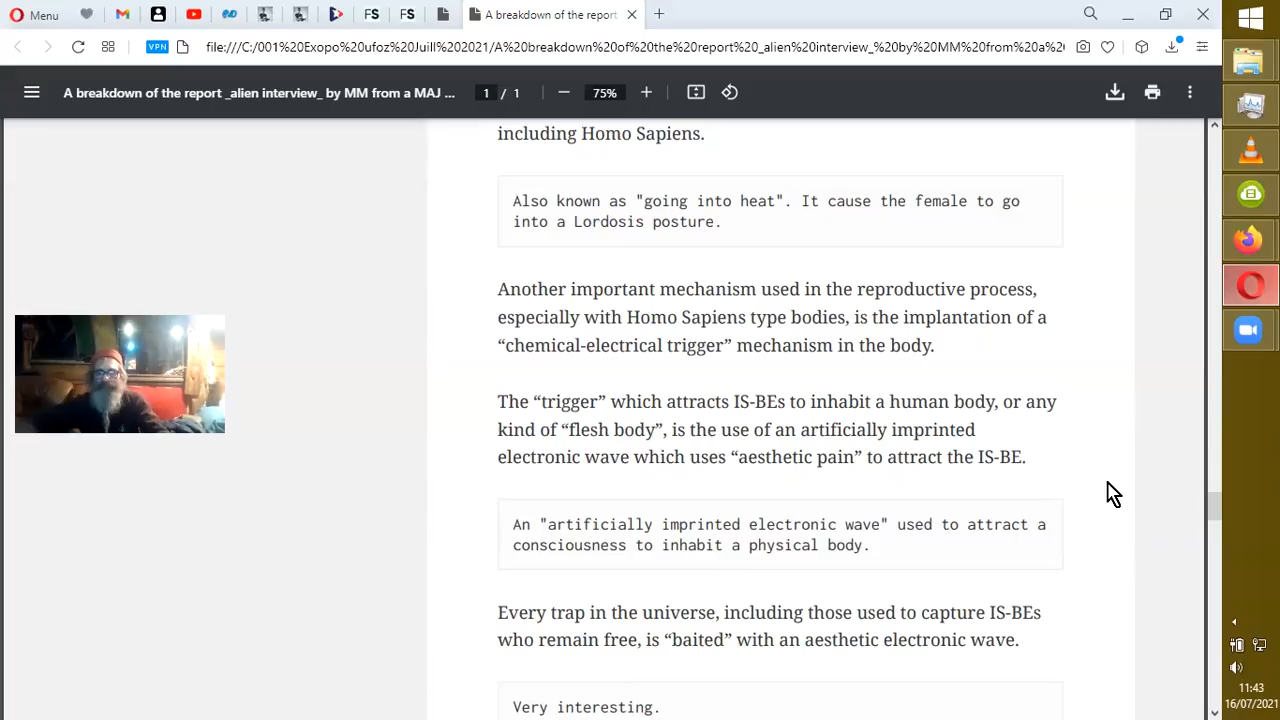 Menu
FS
FS
A breakdown of the report
VPN
file:///C:/001%20Exopo%20ufoz%20Juill%202021/A%20breakdown%20of%20the%20report%20_alien%20interview_%20by%20MM%20from%20a%2(
A breakdown of the report _alien interview_ by MM from a MAJ ...
1 / 1
75%
including Homo Sapiens.
Also known as "going into heat". It cause the female to go
into a Lordosis posture.
Another important mechanism used in the reproductive process,
especially with Homo Sapiens type bodies, is the implantation of a
“chemical-electrical trigger” mechanism in the body.
The “trigger” which attracts IS-BEs to inhabit a human body, or any
kind of “flesh body”, is the use of an artificially imprinted
electronic wave which uses “aesthetic pain” to attract the IS-BE.
An "artificially imprinted electronic wave" used to attract a
consciousness to inhabit a physical body.
Every trap in the universe, including those used to capture IS-BEs
who remain free, is “baited” with an aesthetic electronic wave.
Very interesting.
11:43
16/07/2021